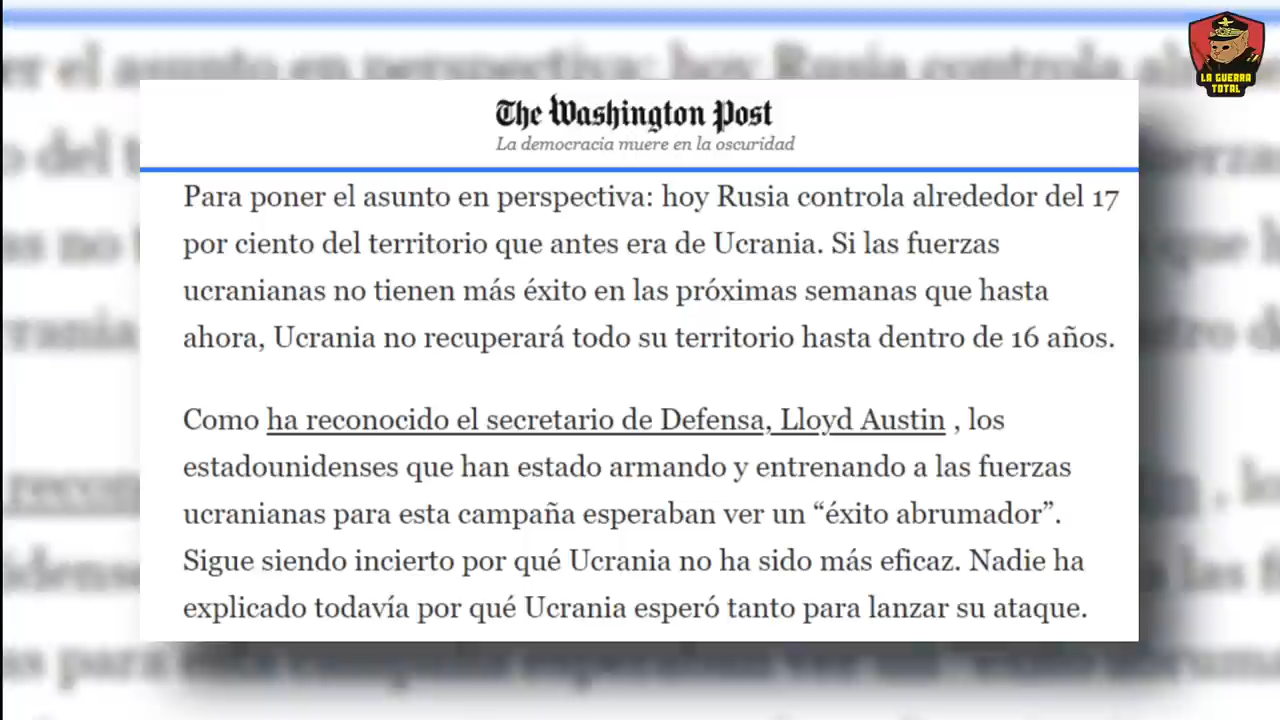 LA GUERRA
TOTAL
The Washington Post
La democracia muere en la oscuridad
Para poner el asunto en perspectiva: hoy Rusia controla alrededor del 17
por ciento del territorio que antes era de Ucrania. Si las fuerzas
ucranianas no tienen más éxito en las próximas semanas que hasta
ahora, Ucrania no recuperará todo su territorio hasta dentro de 16 años.
Como ha reconocido el secretario de Defensa, Lloyd Austin , los
estadounidenses que han estado armando y entrenando a las fuerzas
ucranianas para esta campaña esperaban ver un “éxito abrumador”.
Sigue siendo incierto por qué Ucrania no ha sido más eficaz. Nadie ha
explicado todavía por qué Ucrania esperó tanto para lanzar su ataque.